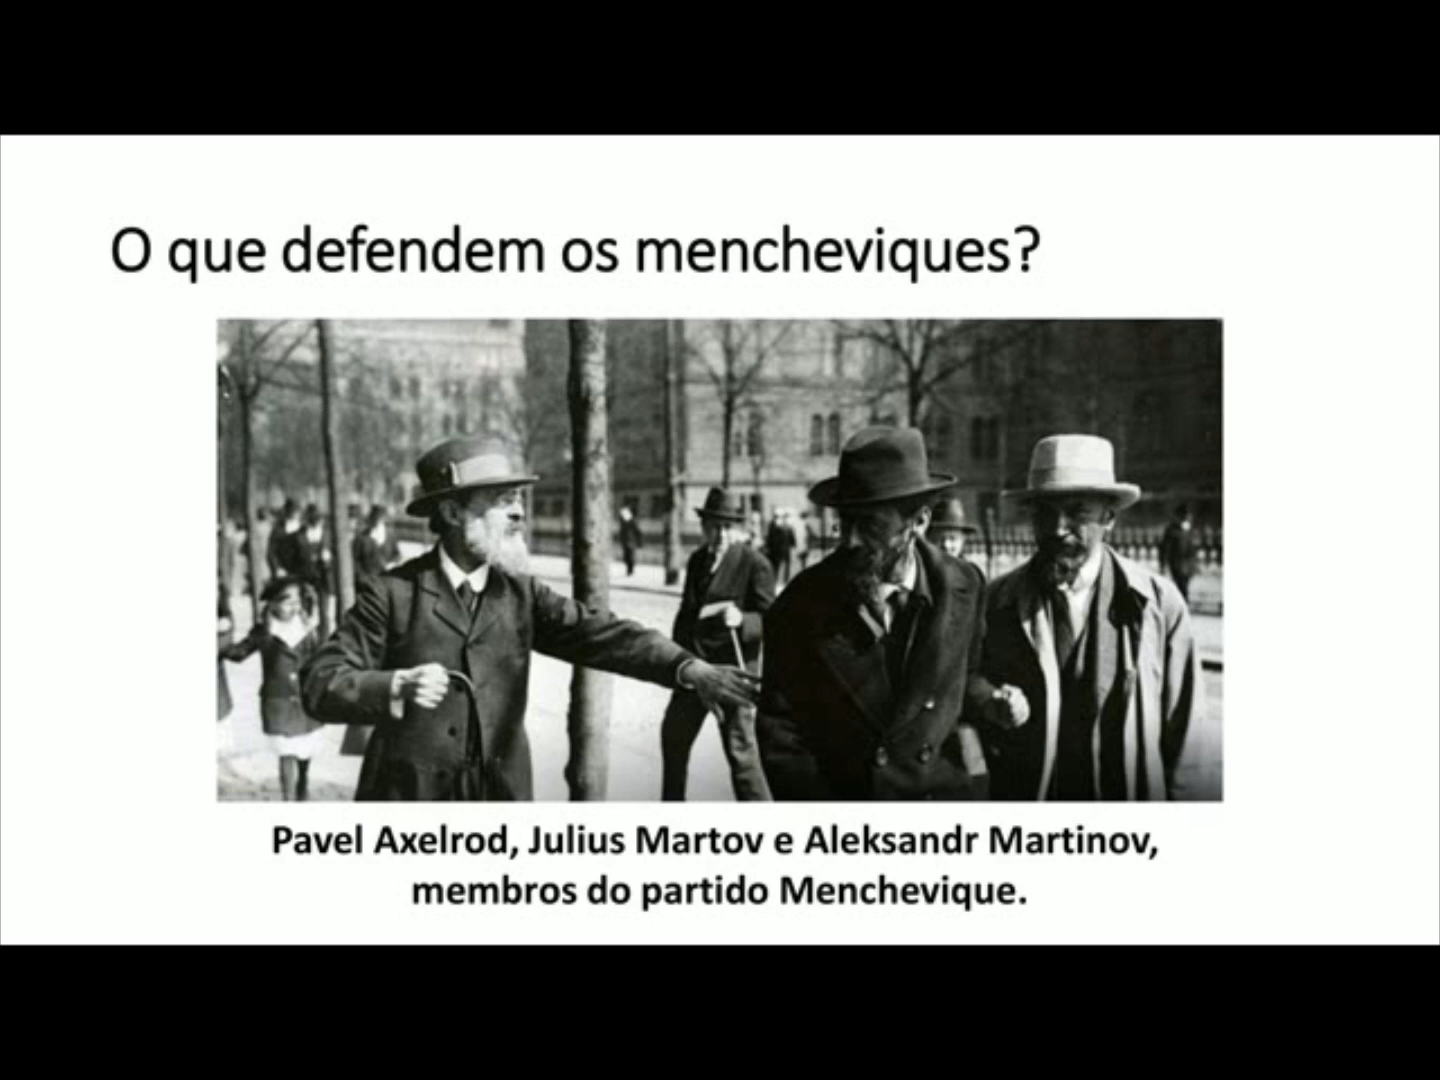 O que defendem os mencheviques?
Pavel Axelrod, Julius Martov e Aleksandr Martinov,
membros do partido Menchevique.